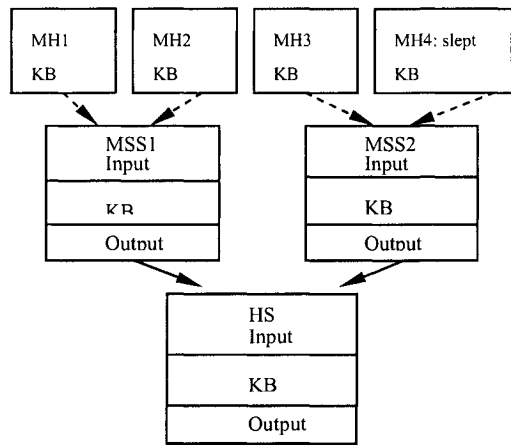 MH1
KB
MH2
KB
MH3
KB
MH4: slept
KB
MSS1
Input
KB
Output
MSS2
Input
KB
Output
HS
Input
KB
Output